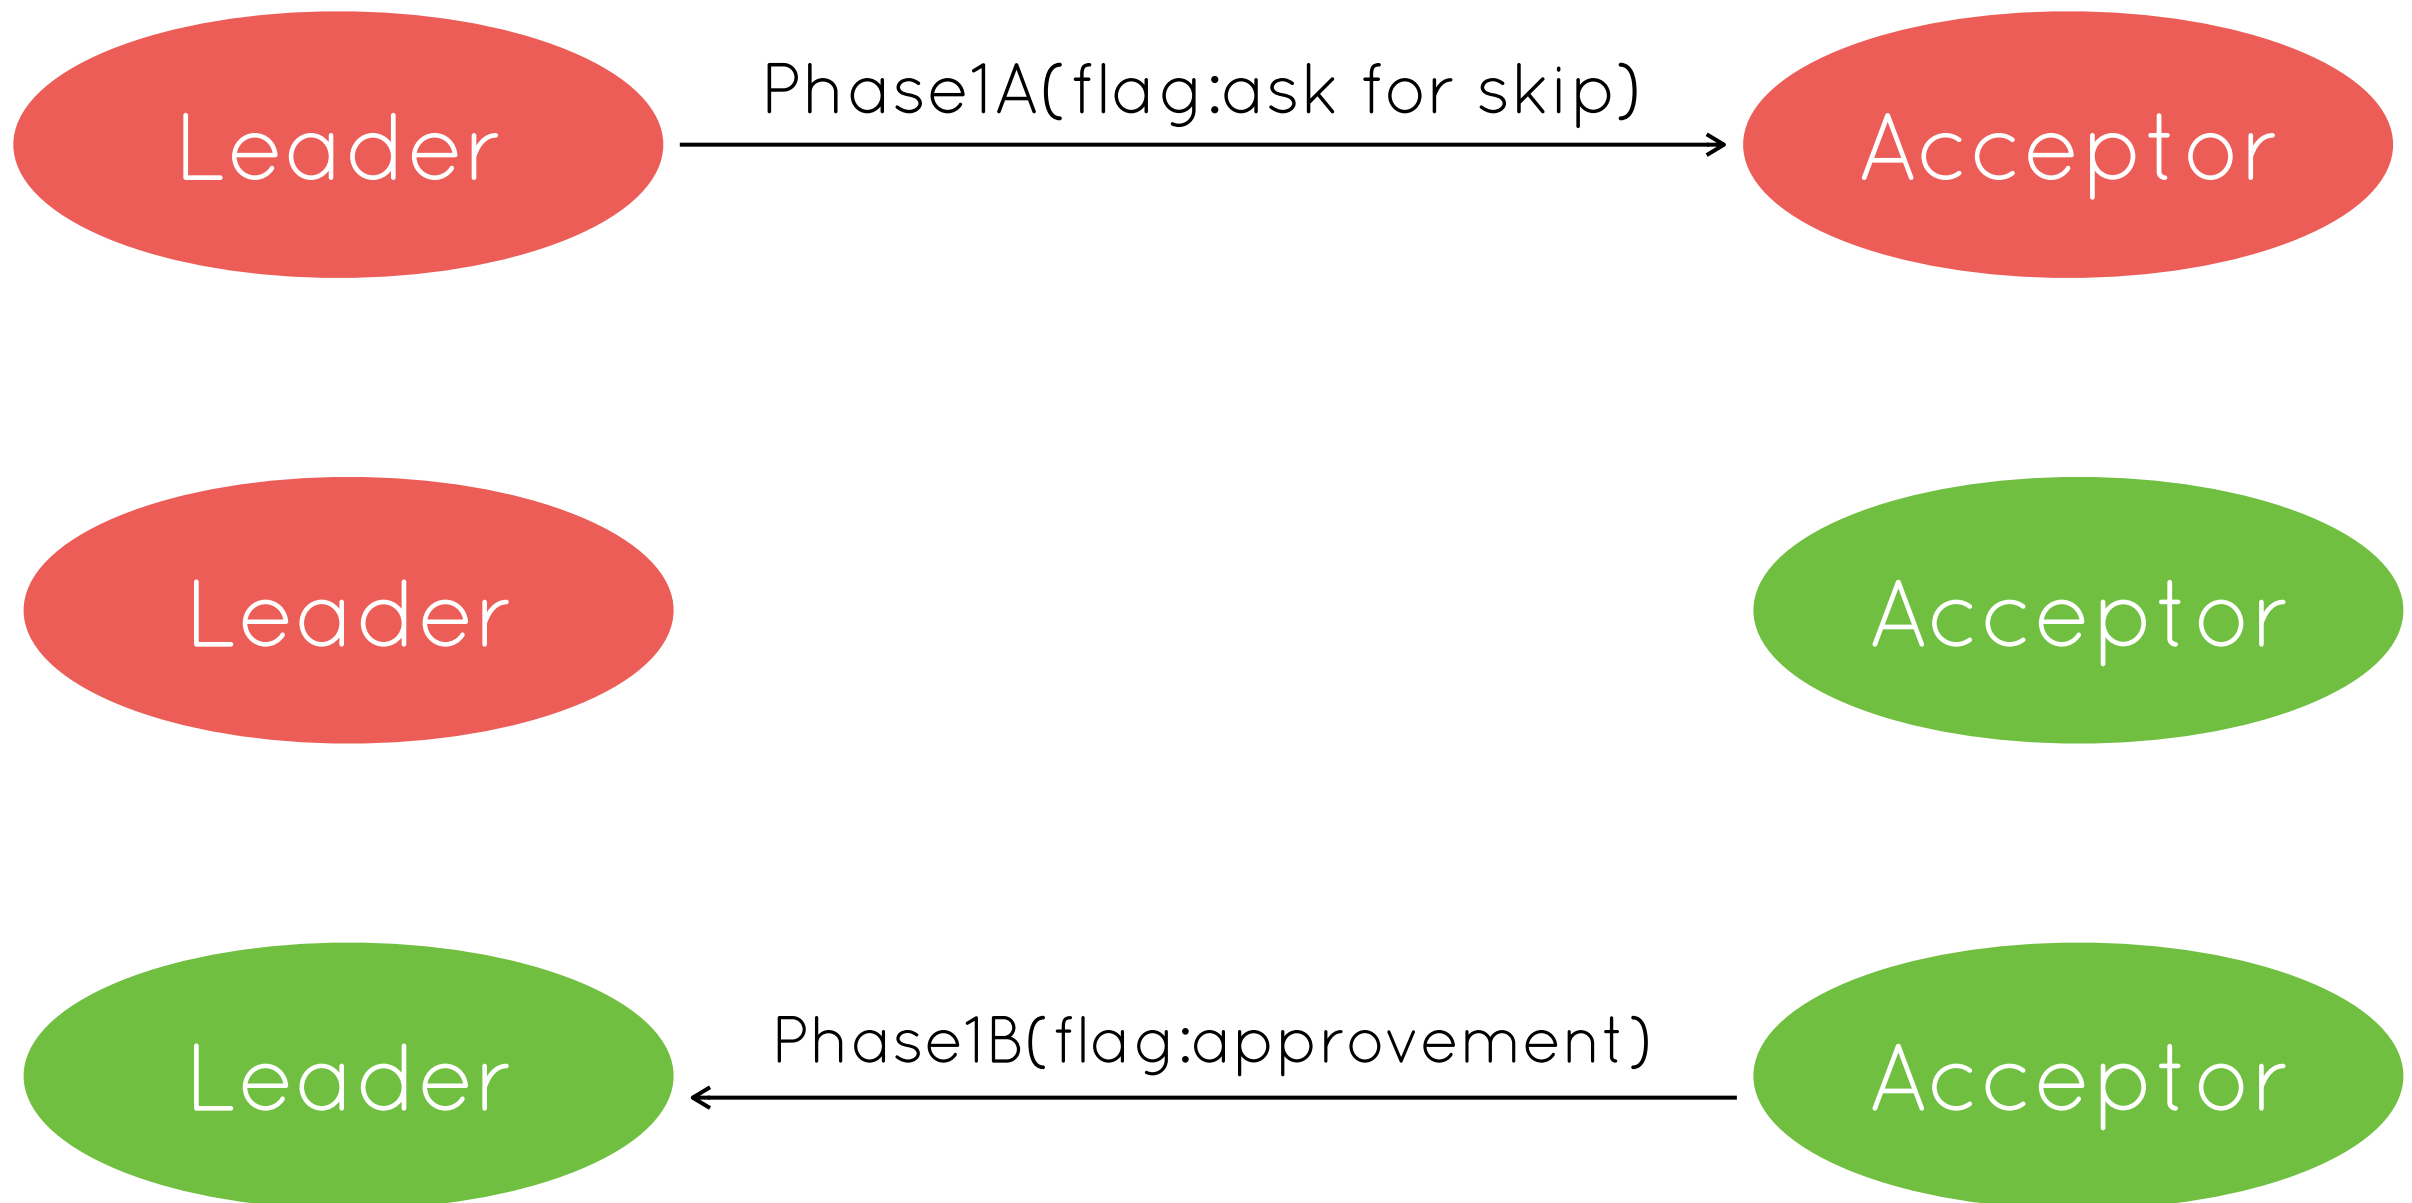 Leader
Phase1A(flag:ask for skip)
Acceptor
Leader
Acceptor
Leader
Phase1B(flag:approvement)
Acceptor